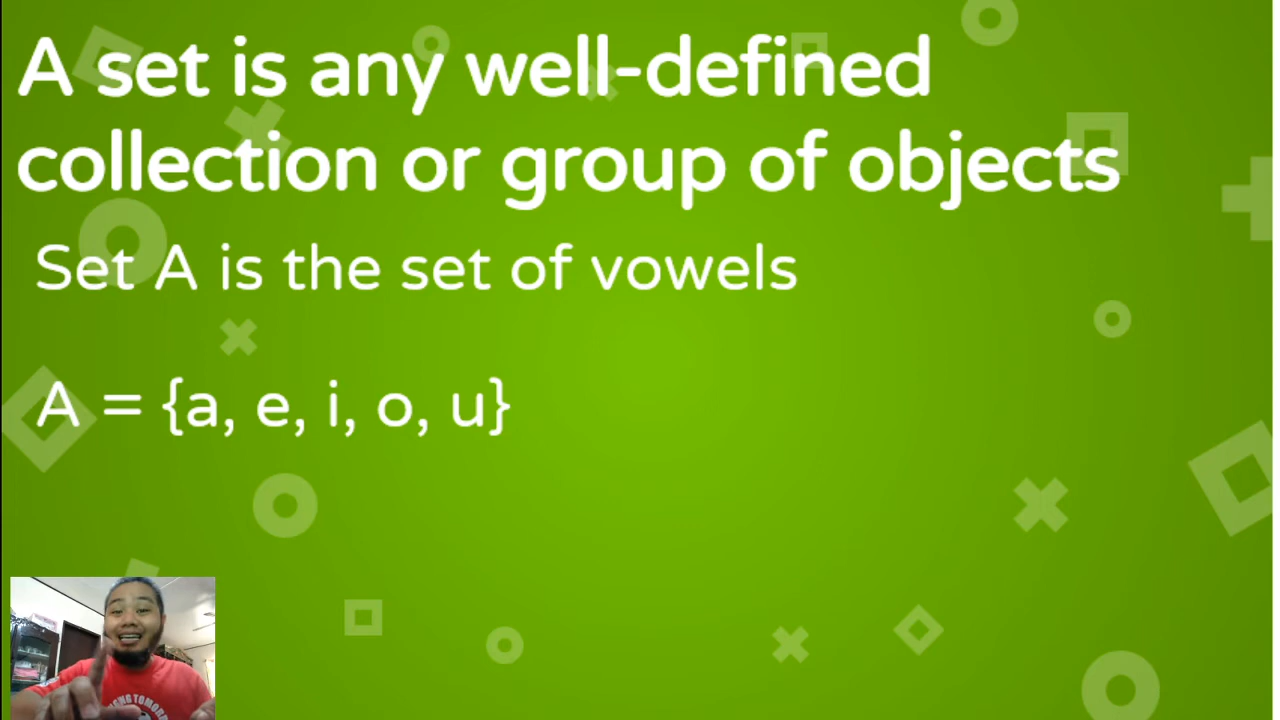 A set is any well-defined
collection or group of objects
Set A is the set of vowels
A = {a, e, i, o, u}